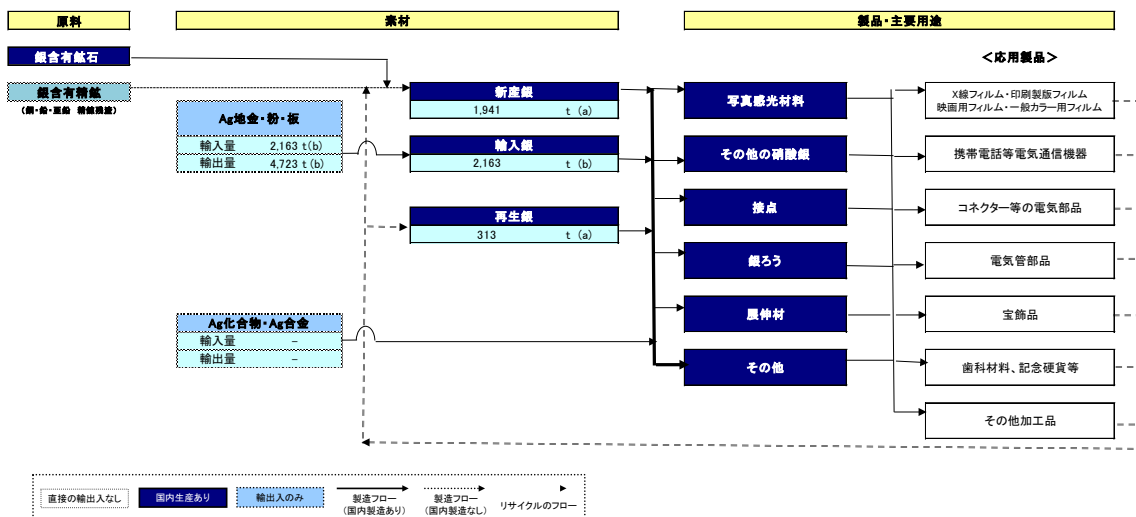 原料
素材
製品・主要用途
銀含有鉱石
銀含有精鉱
(銅・鉛・亜鉛 精鉱残渣)
Ag地金・粉・板
輸入量 2,163 t(b)
輸出量 4,723 t(b)
新産銀
1,941 t (a)
輸入銀
2,163 t (b)
再生銀
313 t (a)
Ag化合物・Ag合金
輸入量 -
輸出量 -
写真感光材料
その他の硝酸銀
接点
銀ろう
展伸材
その他
<応用製品>
X線フィルム・印刷製版フィルム
映画用フィルム・一般カラー用フィルム
携帯電話等電気通信機器
コネクター等の電気部品
電気管部品
宝飾品
歯科材料、記念硬貨等
その他加工品
直接の輸出入なし
国内生産あり
輸出入のみ
製造フロー
(国内製造あり)
製造フロー
(国内製造なし)
リサイクルのフロー